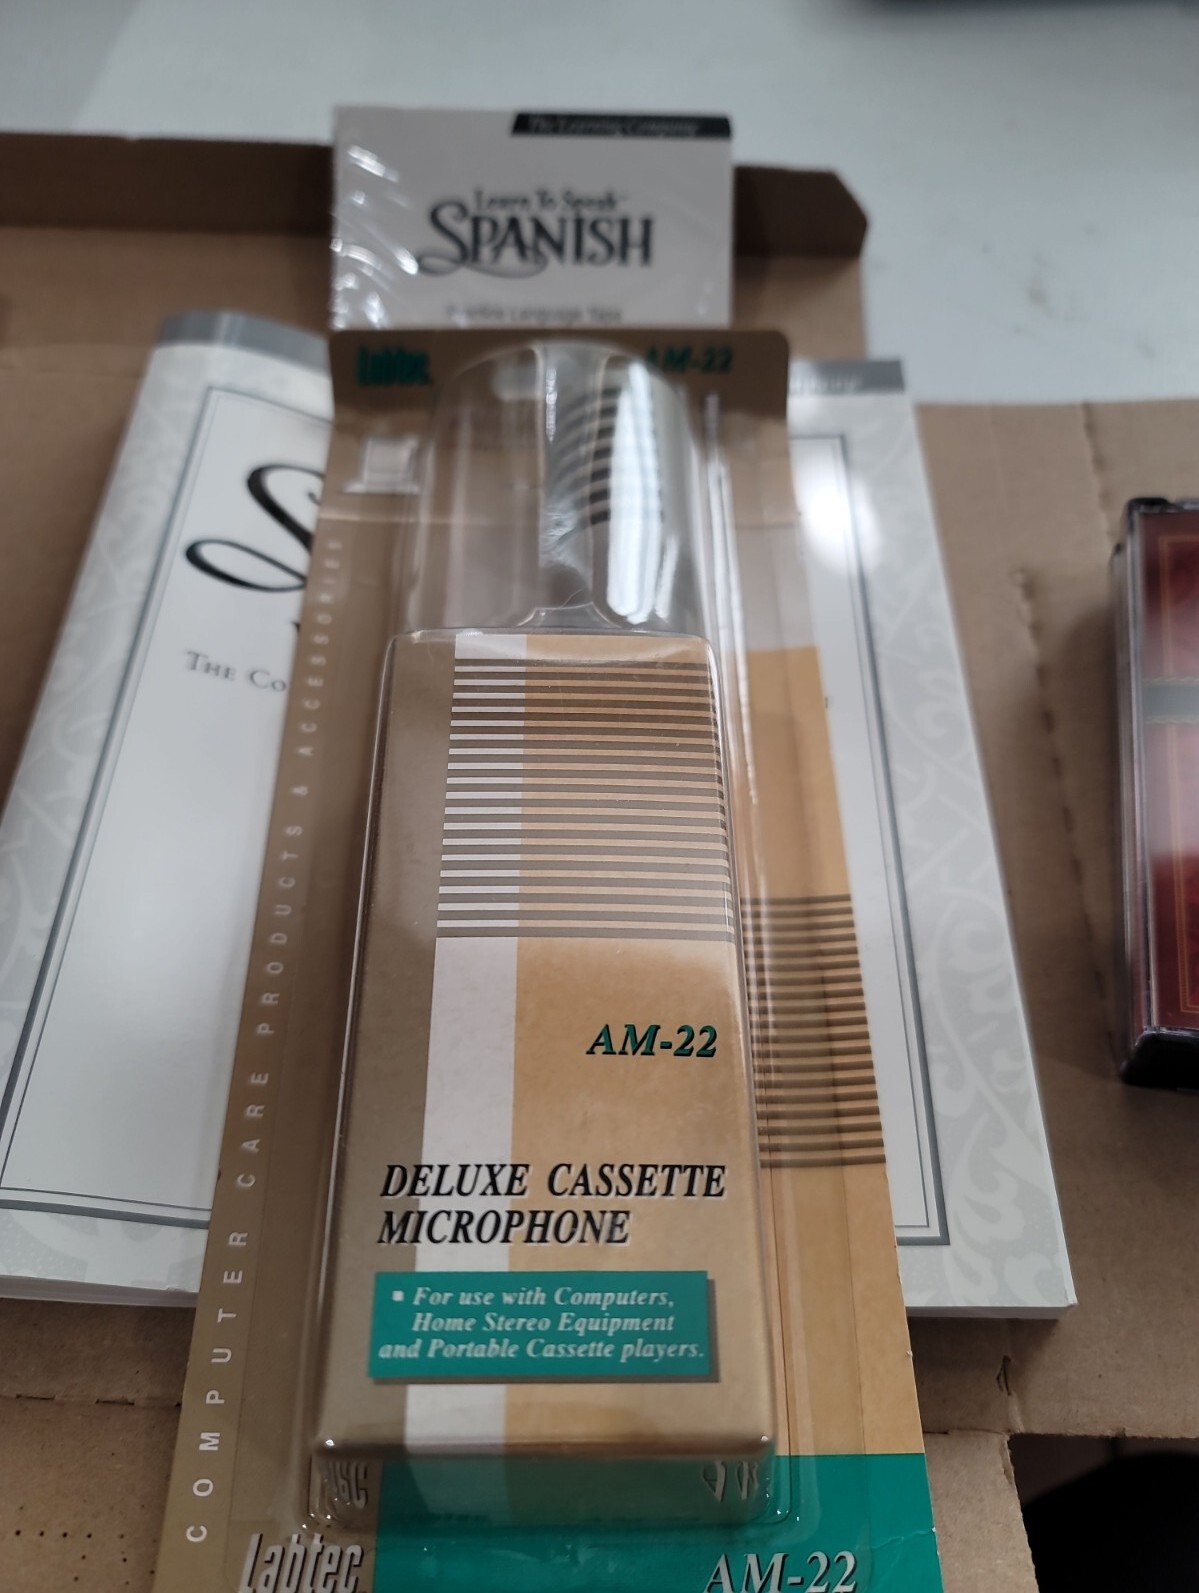 The Learning Company
Learn To Speak™
SPANISH
Labtec AM-22
THE CO
COMPUTER CARE PRODUCTS & ACCESSORIES
AM-22
DELUXE CASSETTE
MICROPHONE
▪ For use with Computers,
Home Stereo Equipment
and Portable Cassette players.
Labtec AM-22